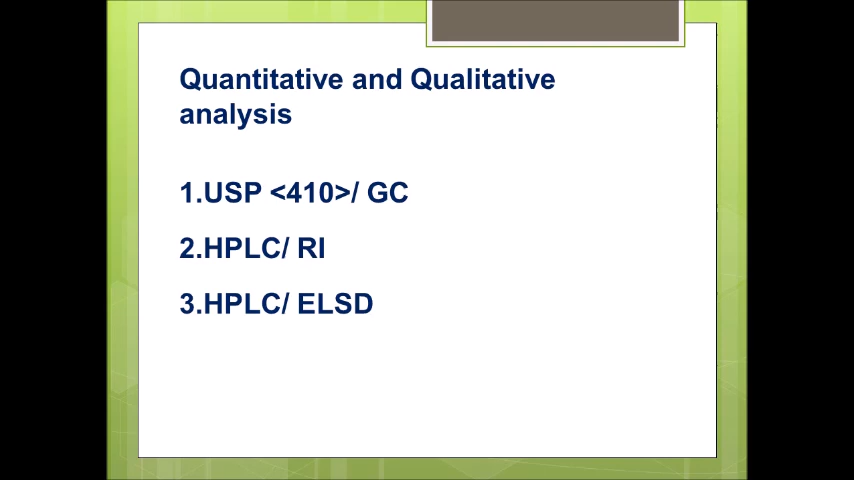 Quantitative and Qualitative
analysis
1.USP <410>/ GC
2.HPLC/ RI
3.HPLC/ ELSD